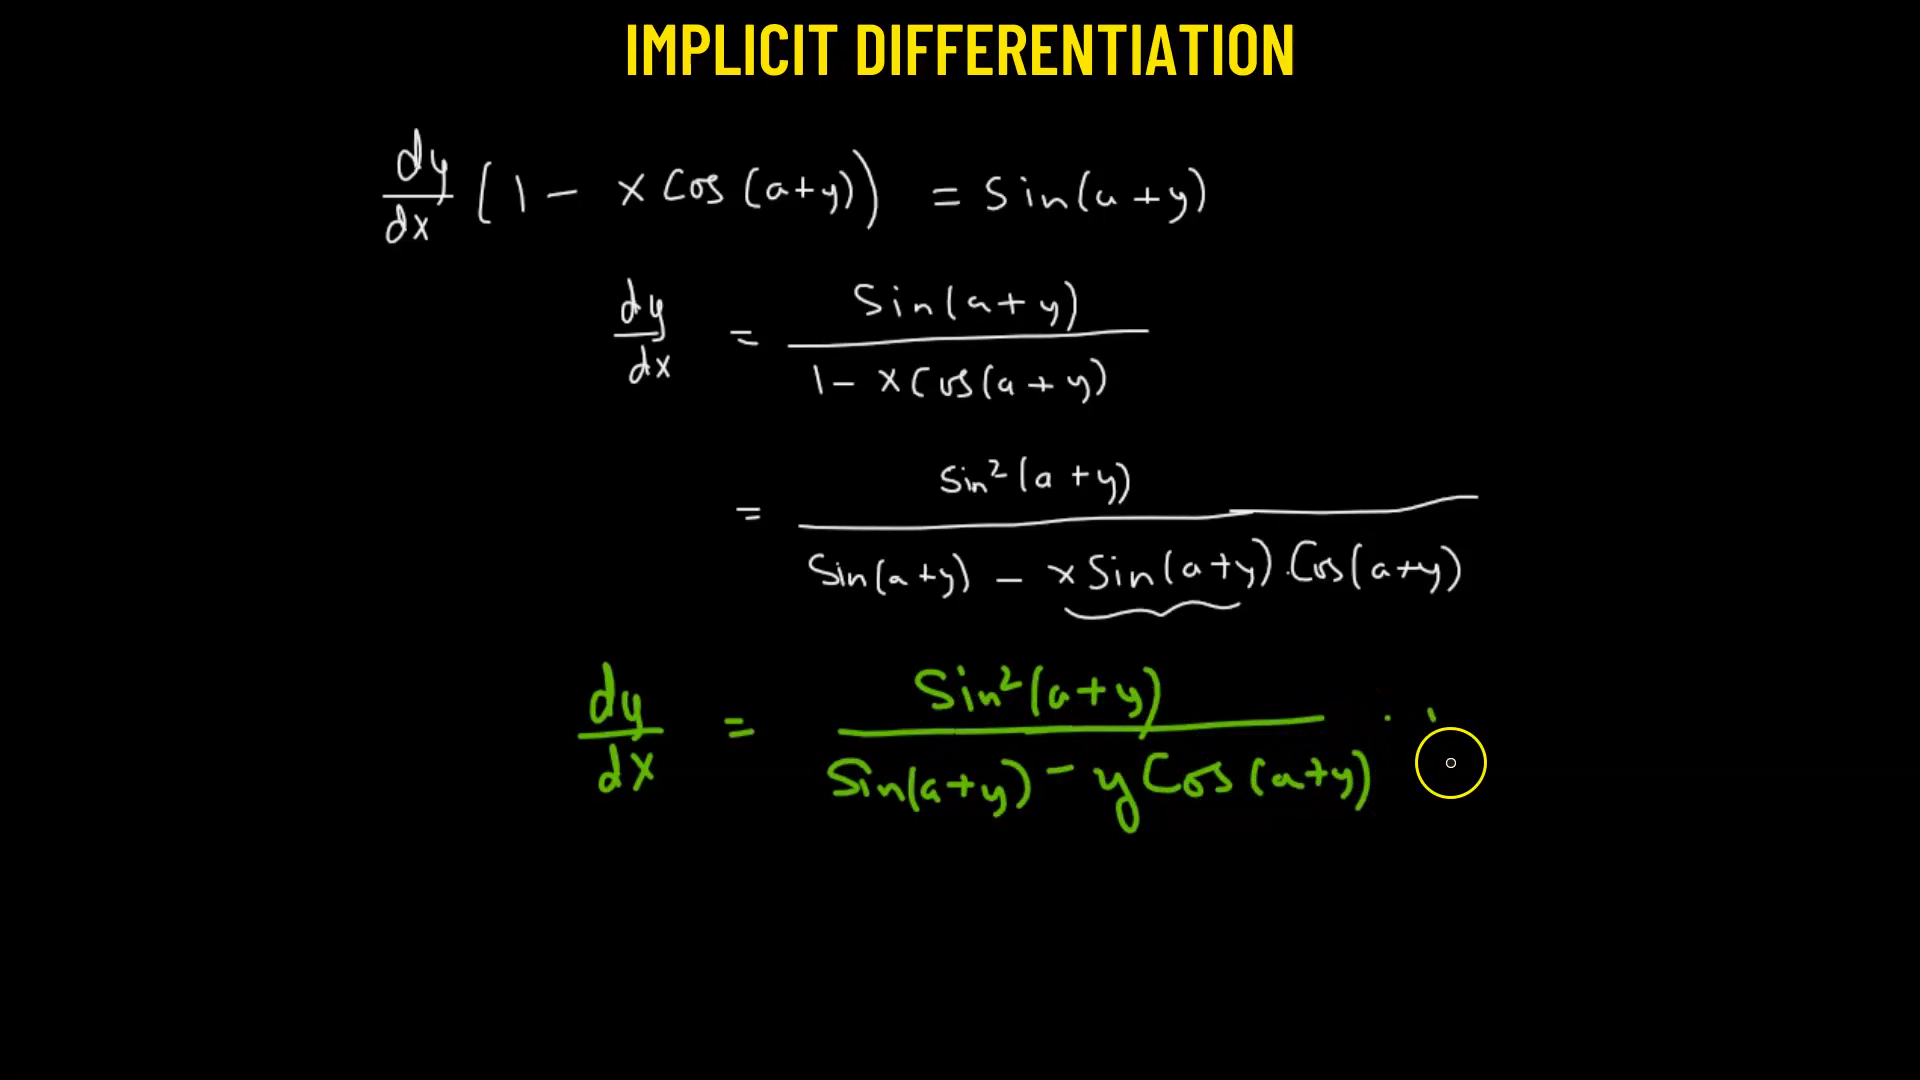 IMPLICIT DIFFERENTIATION
dy/dx (1 - x Cos (a+y)) = Sin(a+y)
dy/dx = Sin(a+y) / 1 - x Cos(a+y)
= Sin²(a+y) / Sin(a+y) - x Sin(a+y) . Cos(a+y)
dy/dx = Sin²(a+y) / Sin(a+y) - y Cos(a+y)